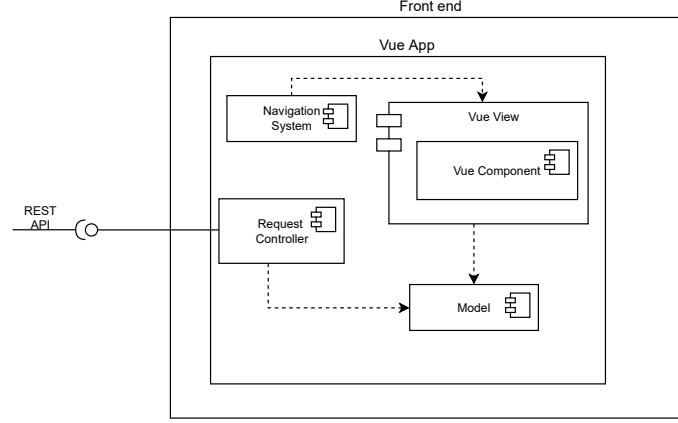 Front end
Vue App
Navigation
System
Vue View
Vue Component
REST
API
Request
Controller
Model